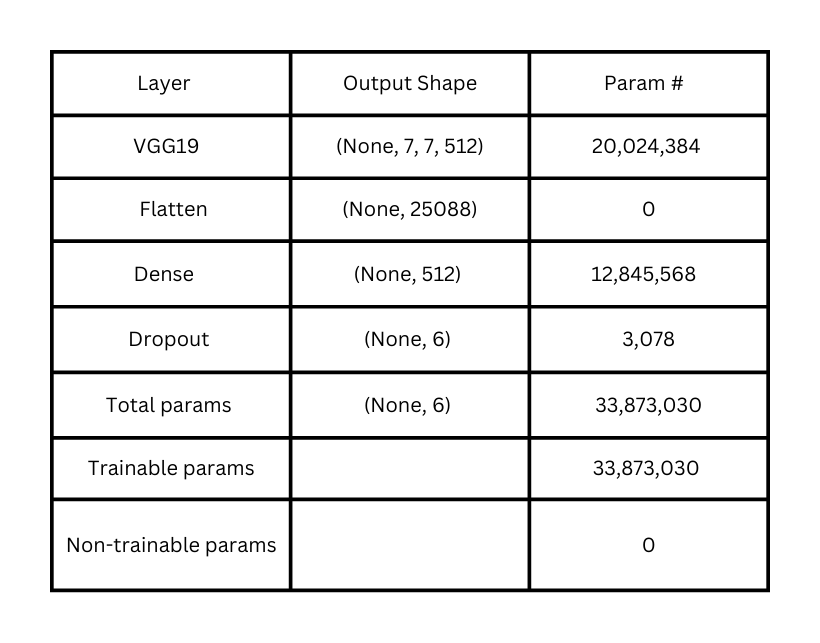 Layer Output Shape Param #
VGG19 (None, 7, 7, 512) 20,024,384
Flatten (None, 25088) 0
Dense (None, 512) 12,845,568
Dropout (None, 6) 3,078
Total params (None, 6) 33,873,030
Trainable params 33,873,030
Non-trainable params 0